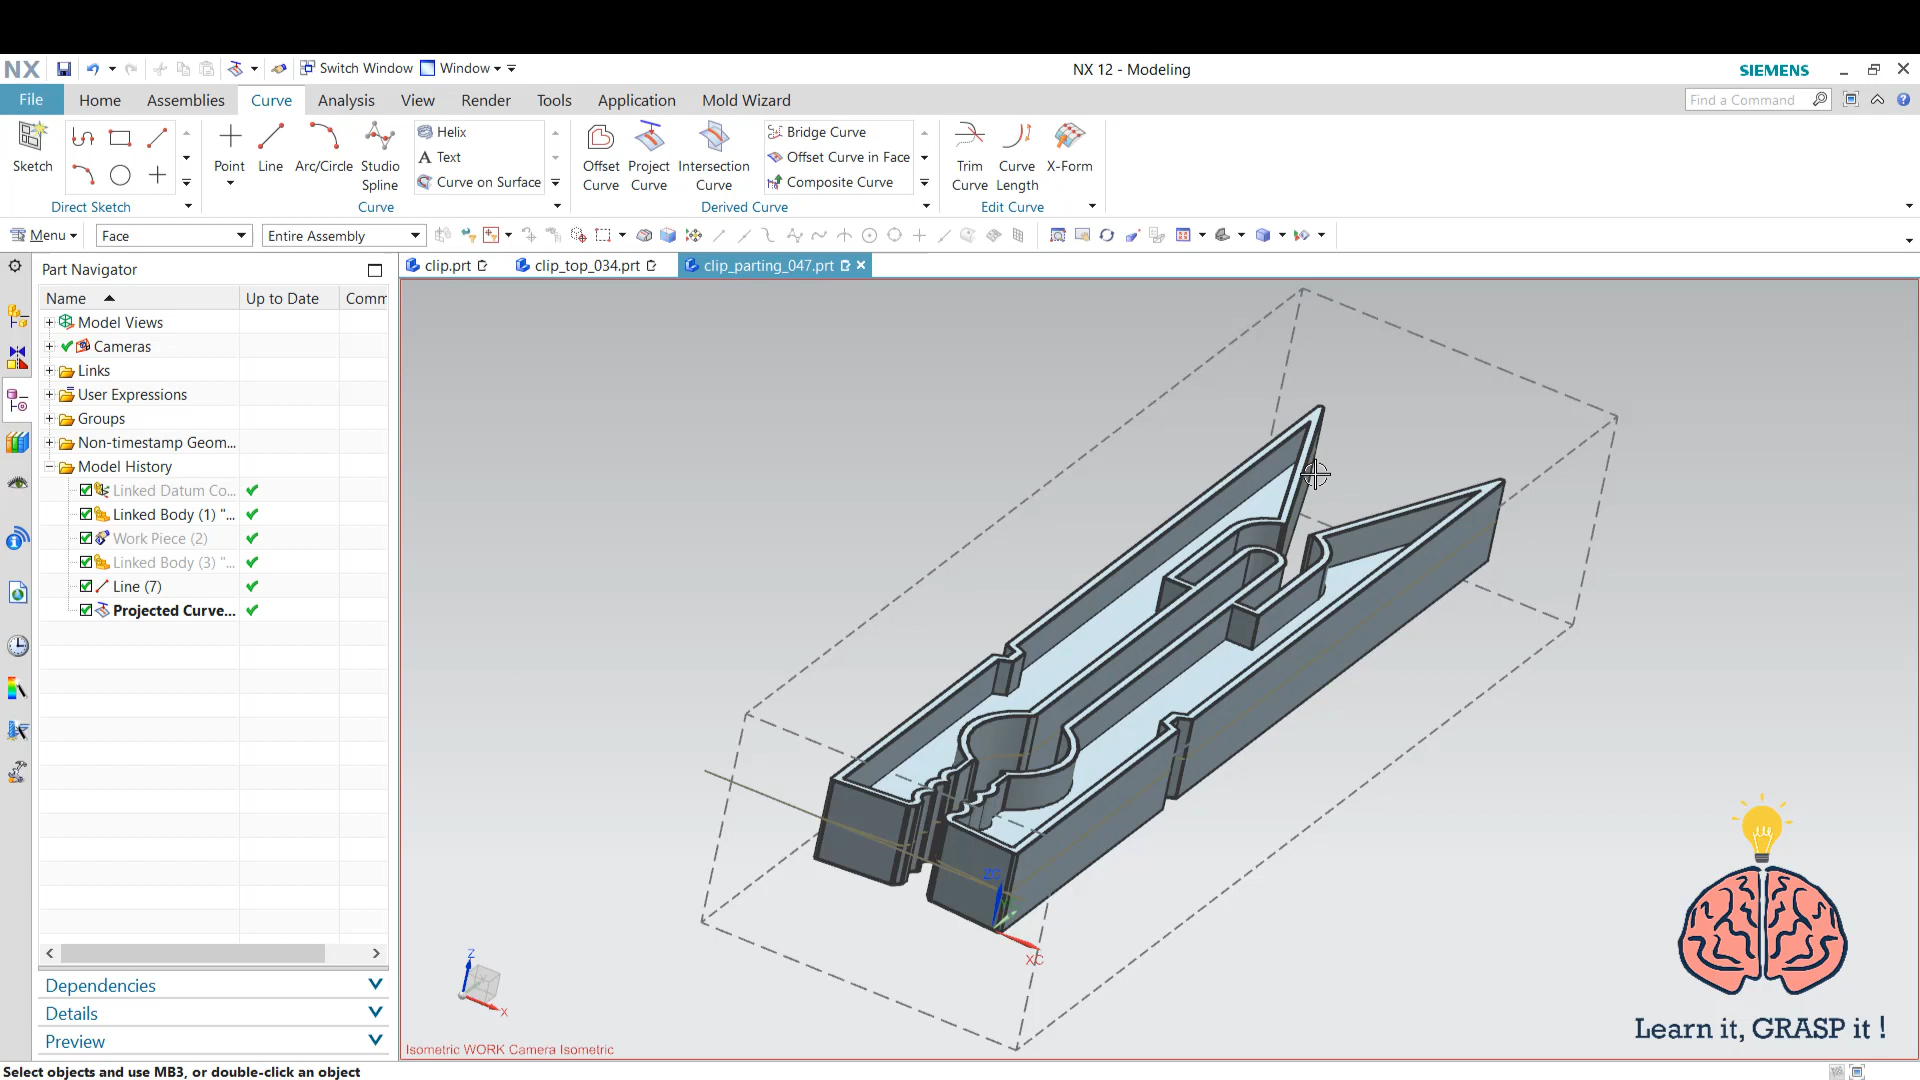 NX
Switch Window
Window
NX 12 - Modeling
SIEMENS
File
Home
Assemblies
Curve
Analysis
View
Render
Tools
Application
Mold Wizard
Find a Command
Sketch
Direct Sketch
Point
Line
Arc/Circle
Studio
Spline
Helix
A Text
Curve on Surface
Curve
Offset
Curve
Project
Curve
Intersection
Curve
Bridge Curve
Offset Curve in Face
Composite Curve
Derived Curve
Trim
Curve
Curve
Length
X-Form
Edit Curve
Menu
Face
Entire Assembly
Part Navigator
clip.prt
clip_top_034.prt
clip_parting_047.prt
Name
Up to Date
Comm
Model Views
Cameras
Links
User Expressions
Groups
Non-timestamp Geom...
Model History
Linked Datum Co...
Linked Body (1) "...
Work Piece (2)
Linked Body (3) "...
Line (7)
Projected Curve...
Dependencies
Details
Preview
ZC
XC
Z
X
Isometric WORK Camera Isometric
Learn it, GRASP it !
Select objects and use MB3, or double-click an object